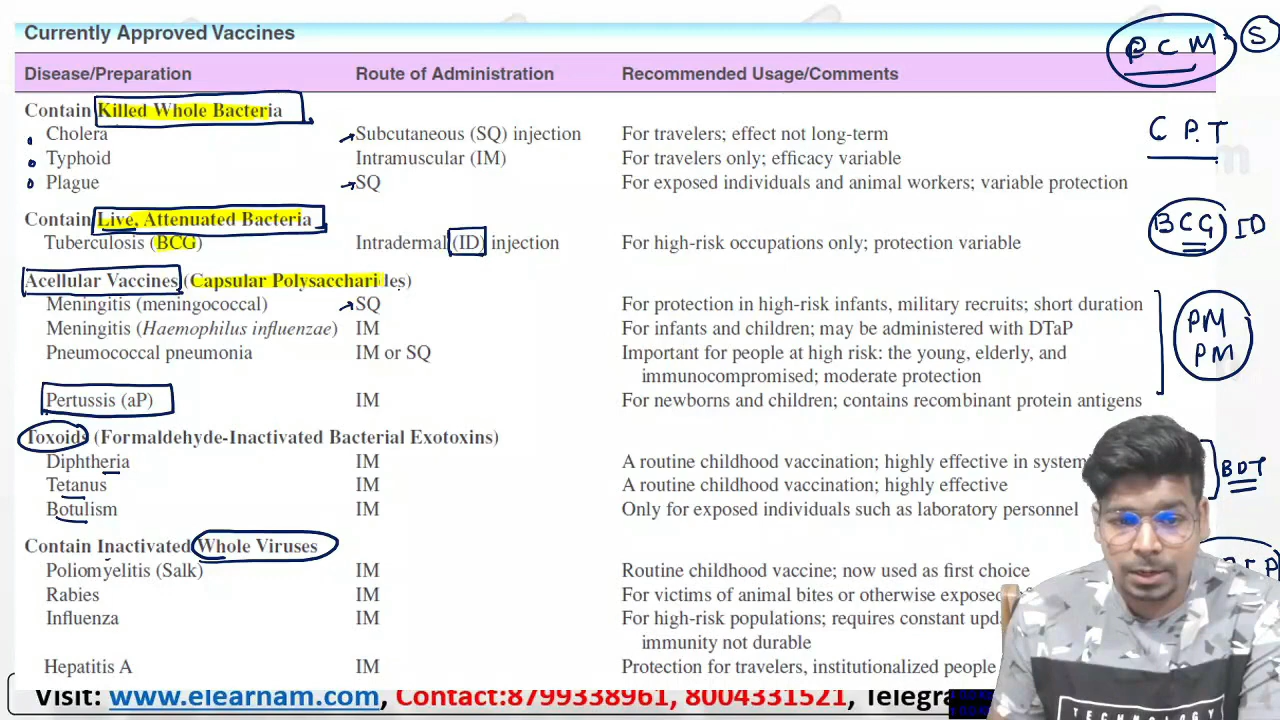 Currently Approved Vaccines
PCM S
Disease/Preparation Route of Administration Recommended Usage/Comments
Contain Killed Whole Bacteria
Cholera Subcutaneous (SQ) injection For travelers; effect not long-term
C P.T
Typhoid Intramuscular (IM) For travelers only; efficacy variable
Plague SQ For exposed individuals and animal workers; variable protection
Contain Live, Attenuated Bacteria
BCG ID
Tuberculosis (BCG) Intradermal (ID) injection For high-risk occupations only; protection variable
Acellular Vaccines (Capsular Polysaccharides)
Meningitis (meningococcal) SQ For protection in high-risk infants, military recruits; short duration
PM
Meningitis (Haemophilus influenzae) IM For infants and children; may be administered with DTaP
PM
Pneumococcal pneumonia IM or SQ Important for people at high risk: the young, elderly, and
immunocompromised; moderate protection
Pertussis (aP) IM For newborns and children; contains recombinant protein antigens
Toxoids (Formaldehyde-Inactivated Bacterial Exotoxins)
Diphtheria IM A routine childhood vaccination; highly effective in
BDT
Tetanus IM A routine childhood vaccination; highly effective
Botulism IM Only for exposed individuals such as laboratory personnel
Contain Inactivated Whole Viruses
Poliomyelitis (Salk) IM Routine childhood vaccine; now used as first choice
Rabies IM For victims of animal bites or otherwise exposed
Influenza IM For high-risk populations; requires constant
immunity not durable
Hepatitis A IM Protection for travelers, institutionalized people
Visit: www.elearnam.com, Contact:8799338961, 8004331521,
TECHNOLOGY